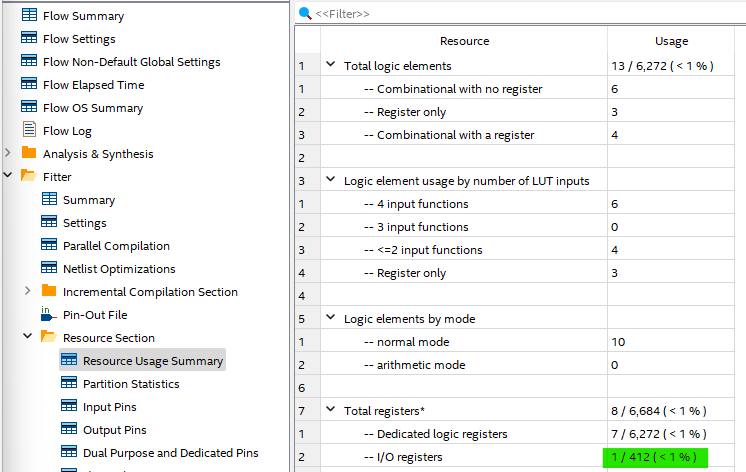 Flow Summary
Flow Settings
Flow Non-Default Global Settings
Flow Elapsed Time
Flow OS Summary
Flow Log
Analysis & Synthesis
Fitter
Summary
Settings
Parallel Compilation
Netlist Optimizations
Incremental Compilation Section
in
Pin-Out File
Resource Section
Resource Usage Summary
Partition Statistics
Input Pins
Output Pins
Dual Purpose and Dedicated Pins
<<Filter>>
Resource Usage
1 Total logic elements 13 / 6,272 ( < 1 % )
1 -- Combinational with no register 6
2 -- Register only 3
3 -- Combinational with a register 4
2
3 Logic element usage by number of LUT inputs
1 -- 4 input functions 6
2 -- 3 input functions 0
3 -- <=2 input functions 4
4 -- Register only 3
4
5 Logic elements by mode
1 -- normal mode 10
2 -- arithmetic mode 0
6
7 Total registers* 8 / 6,684 ( < 1 % )
1 -- Dedicated logic registers 7 / 6,272 ( < 1 % )
2 -- I/O registers 1 / 412 ( < 1 % )